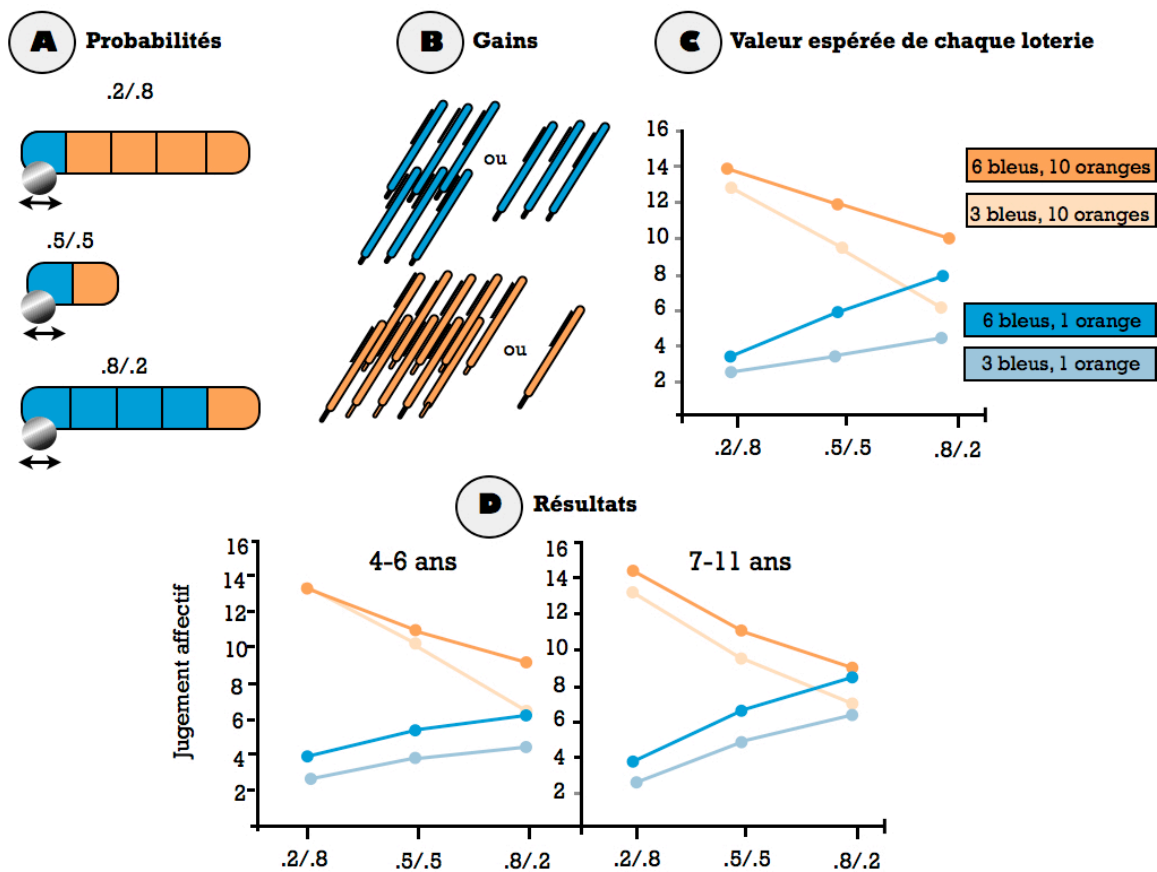 A Probabilités
.2/.8
.5/.5
.8/.2
B Gains
ou
ou
C Valeur espérée de chaque loterie
16
14
12
10
8
6
4
2
.2/.8 .5/.5 .8/.2
6 bleus, 10 oranges
3 bleus, 10 oranges
6 bleus, 1 orange
3 bleus, 1 orange
D Résultats
Jugement affectif
4-6 ans
16
14
12
10
8
6
4
2
.2/.8 .5/.5 .8/.2
7-11 ans
16
14
12
10
8
6
4
2
.2/.8 .5/.5 .8/.2